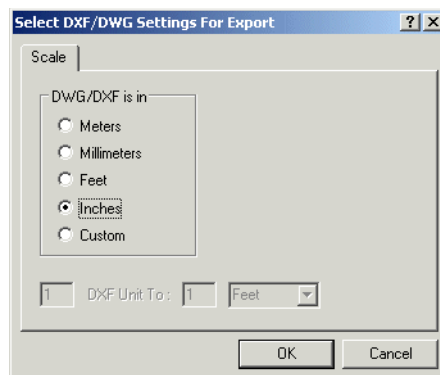 Select DXF/DWG Settings For Export
Scale
DWG/DXF is in
Meters
Millimeters
Feet
Inches
Custom
1 DXF Unit To : 1 Feet
OK Cancel